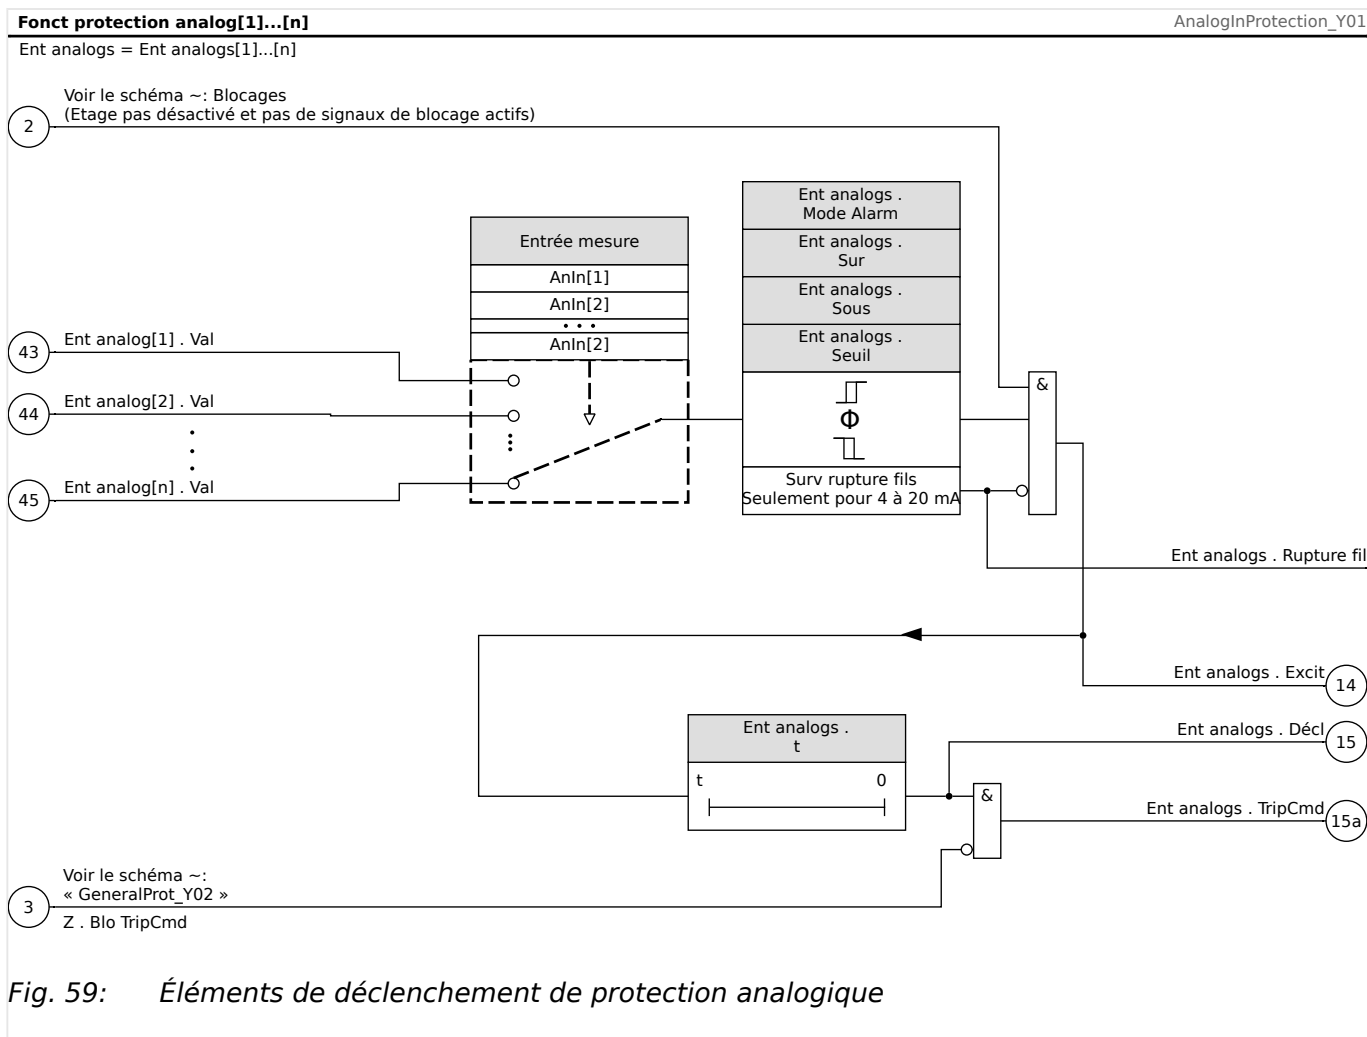 Fonct protection analog[1]...[n]
AnalogInProtection_Y01
Ent analogs = Ent analogs[1]...[n]
Voir le schéma ~: Blocages
(Etage pas désactivé et pas de signaux de blocage actifs)
2
Ent analogs .
Mode Alarm
Ent analogs .
Sur
Ent analogs .
Sous
Ent analogs .
Seuil
Φ
Surv rupture fils
Seulement pour 4 à 20 mA
Entrée mesure
AnIn[1]
AnIn[2]
• • •
AnIn[2]
&
43
Ent analog[1] . Val
44
Ent analog[2] . Val
45
Ent analog[n] . Val
Ent analogs . Rupture fil
Ent analogs . Excit
14
Ent analogs .
t
t
0
Ent analogs . Décl
15
&
Ent analogs . TripCmd
15a
Voir le schéma ~:
« GeneralProt_Y02 »
3
Z . Blo TripCmd
Fig. 59: Éléments de déclenchement de protection analogique